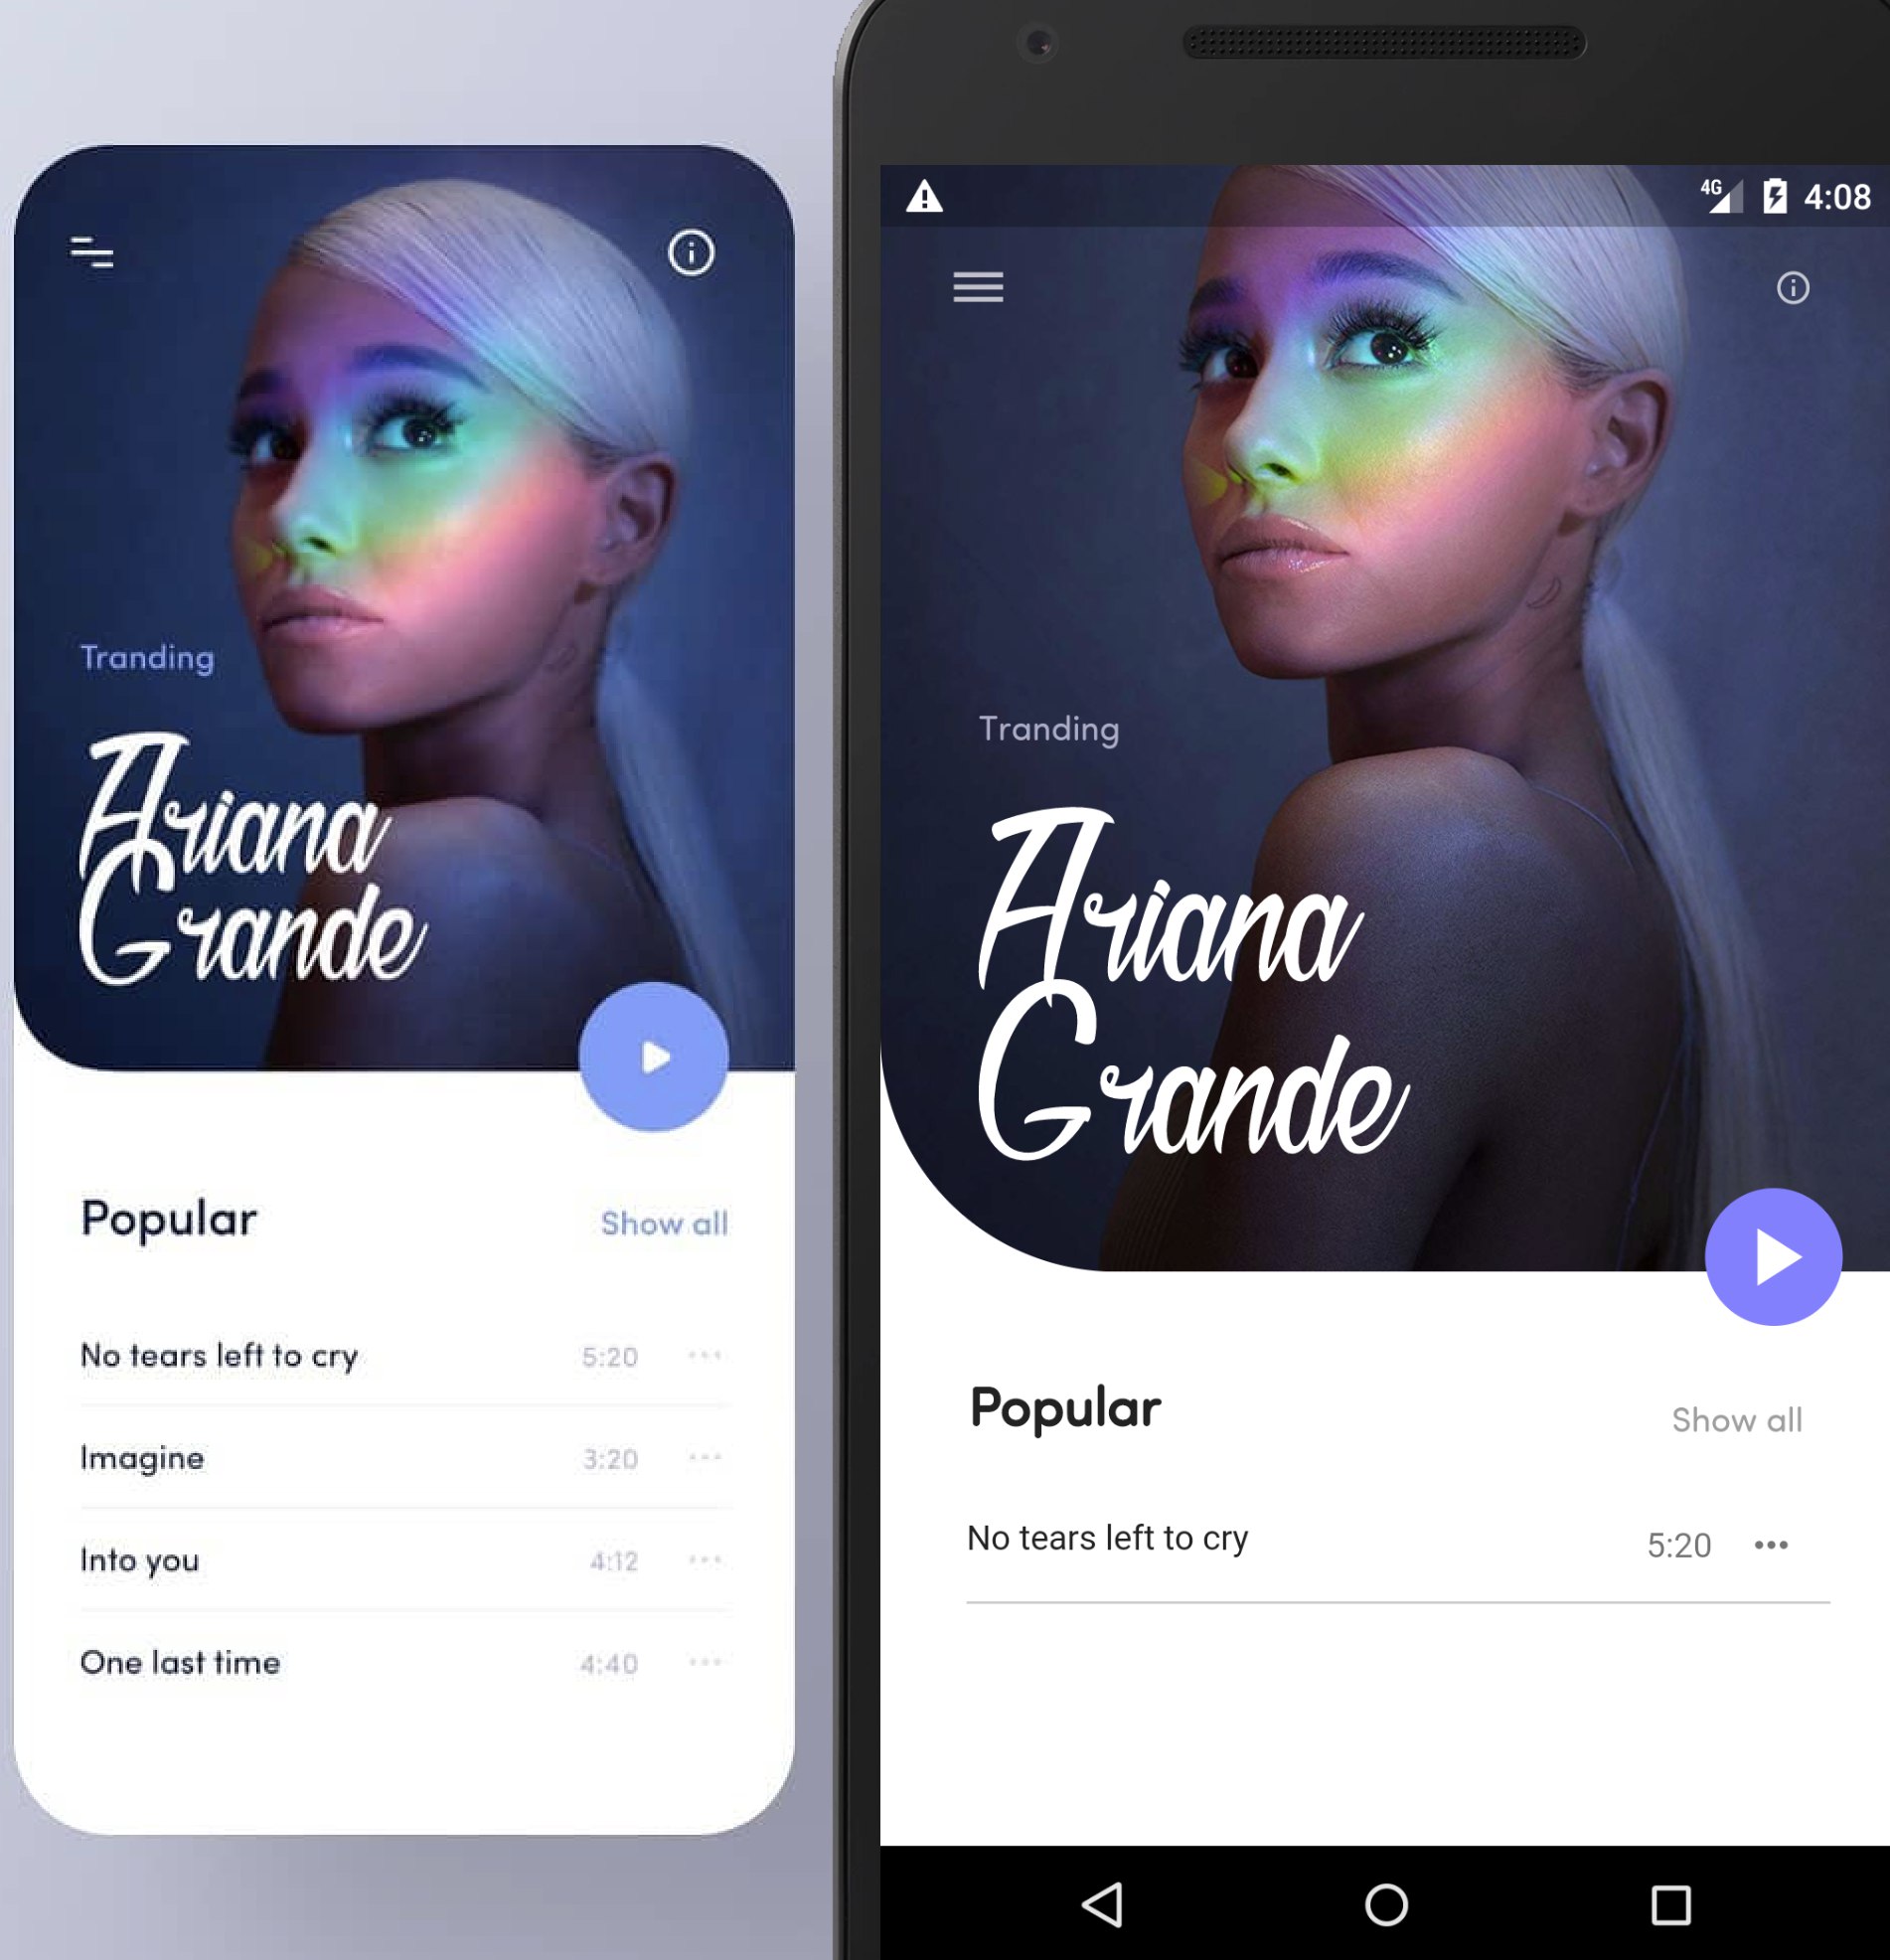 Tranding
Ariana
Grande
Popular
Show all
No tears left to cry
5:20
Imagine
3:20
Into you
4:12
One last time
4:40
4G
4:08
Tranding
Ariana
Grande
Popular
Show all
No tears left to cry
5:20